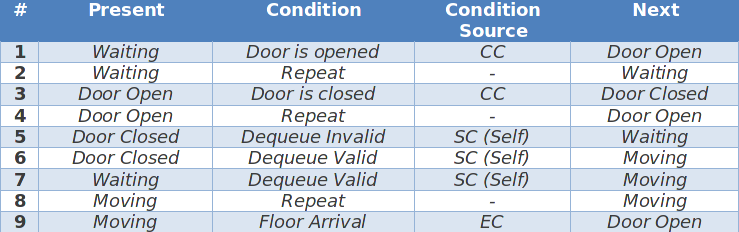 # Present Condition Condition Source Next
1 Waiting Door is opened CC Door Open
2 Waiting Repeat - Waiting
3 Door Open Door is closed CC Door Closed
4 Door Open Repeat - Door Open
5 Door Closed Dequeue Invalid SC (Self) Waiting
6 Door Closed Dequeue Valid SC (Self) Moving
7 Waiting Dequeue Valid SC (Self) Moving
8 Moving Repeat - Moving
9 Moving Floor Arrival EC Door Open